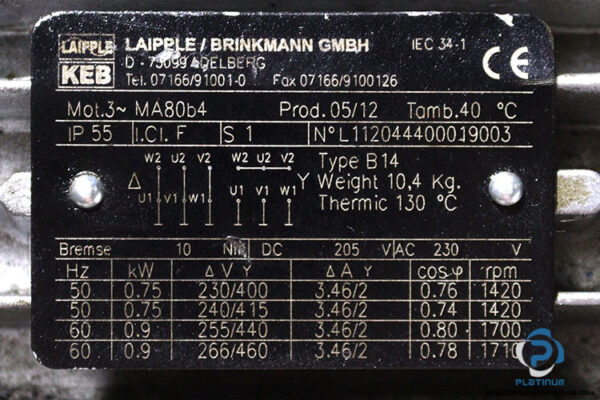 LAIPPLE KEB
LAIPPLE / BRINKMANN GMBH IEC 34-1
D - 73099 ADELBERG CE
Tel. 07166/91001-0 Fax 07166/9100126
Mot.3~ MA80b4 Prod. 05/12 Tamb.40 °C
IP 55 I.Cl. F S 1 N° L112044400019003
W2 U2 V2 W2 U2 V2 Type B14
Δ U1 V1 W1 U1 V1 W1 Y Weight 10,4 Kg.
Thermic 130 °C
Bremse 10 Nm DC 205 V AC 230 V
Hz kW Δ V Y Δ A Y cos φ rpm
50 0.75 230/400 3.46/2 0.76 1420
50 0.75 240/415 3.46/2 0.74 1420
60 0.9 255/440 3.46/2 0.80 1700
60 0.9 266/460 3.46/2 0.78 1710
PLATINUM